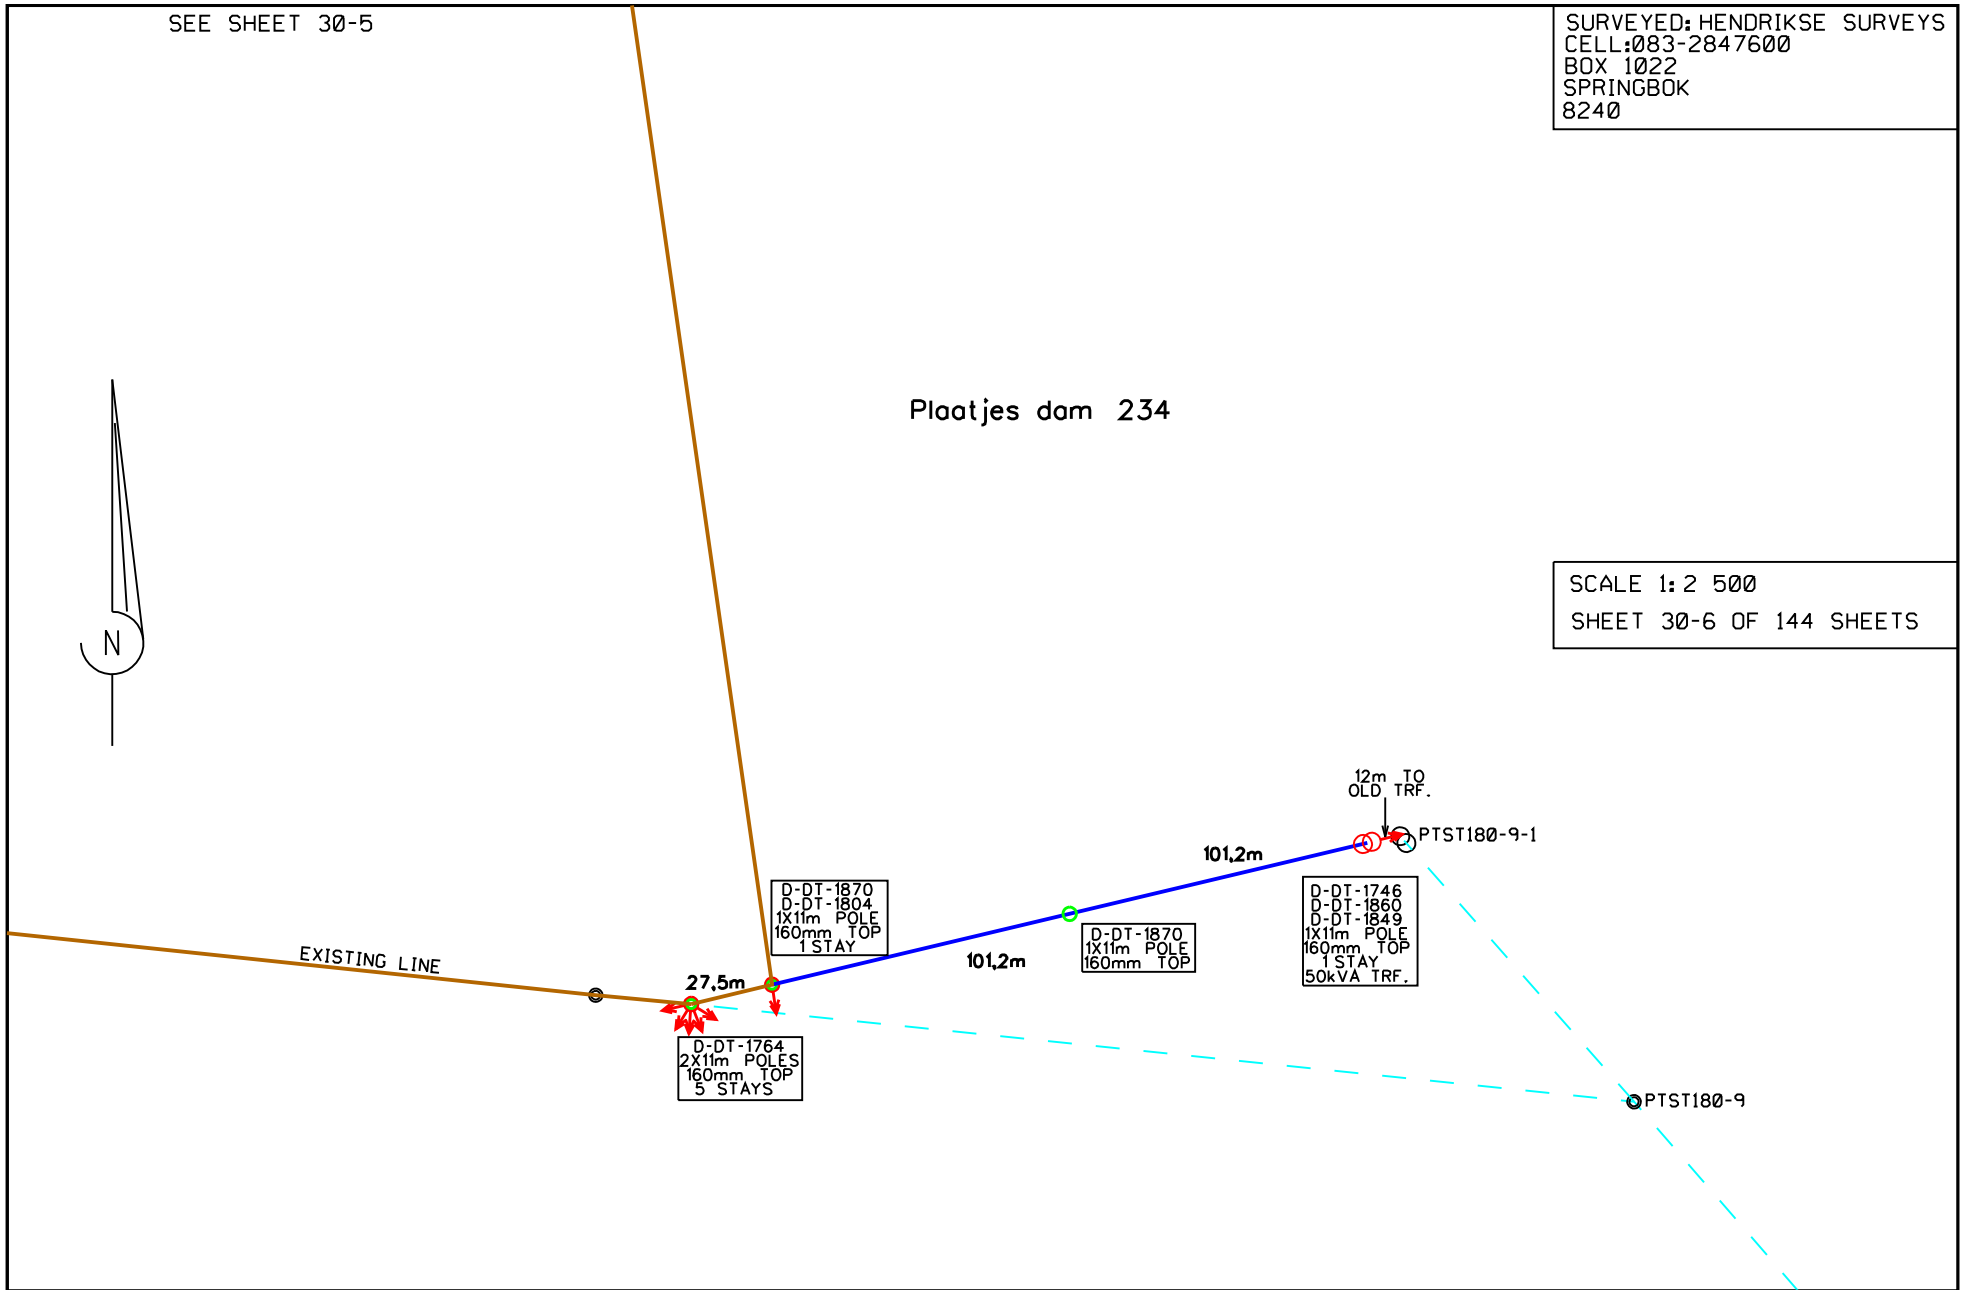 SEE SHEET 30-5
SURVEYED: HENDRIKSE SURVEYS
CELL:083-2847600
BOX 1022
SPRINGBOK
8240
Plaatjes dam 234
SCALE 1:2 500
SHEET 30-6 OF 144 SHEETS
N
12m TO
OLD TRF.
PTST180-9-1
101,2m
D-DT-1870
D-DT-1804
1X11m POLE
160mm TOP
1 STAY
D-DT-1746
D-DT-1860
D-DT-1849
1X11m POLE
160mm TOP
1 STAY
50kVA TRF.
D-DT-1870
1X11m POLE
160mm TOP
EXISTING LINE
101,2m
27,5m
D-DT-1764
2X11m POLES
160mm TOP
5 STAYS
PTST180-9